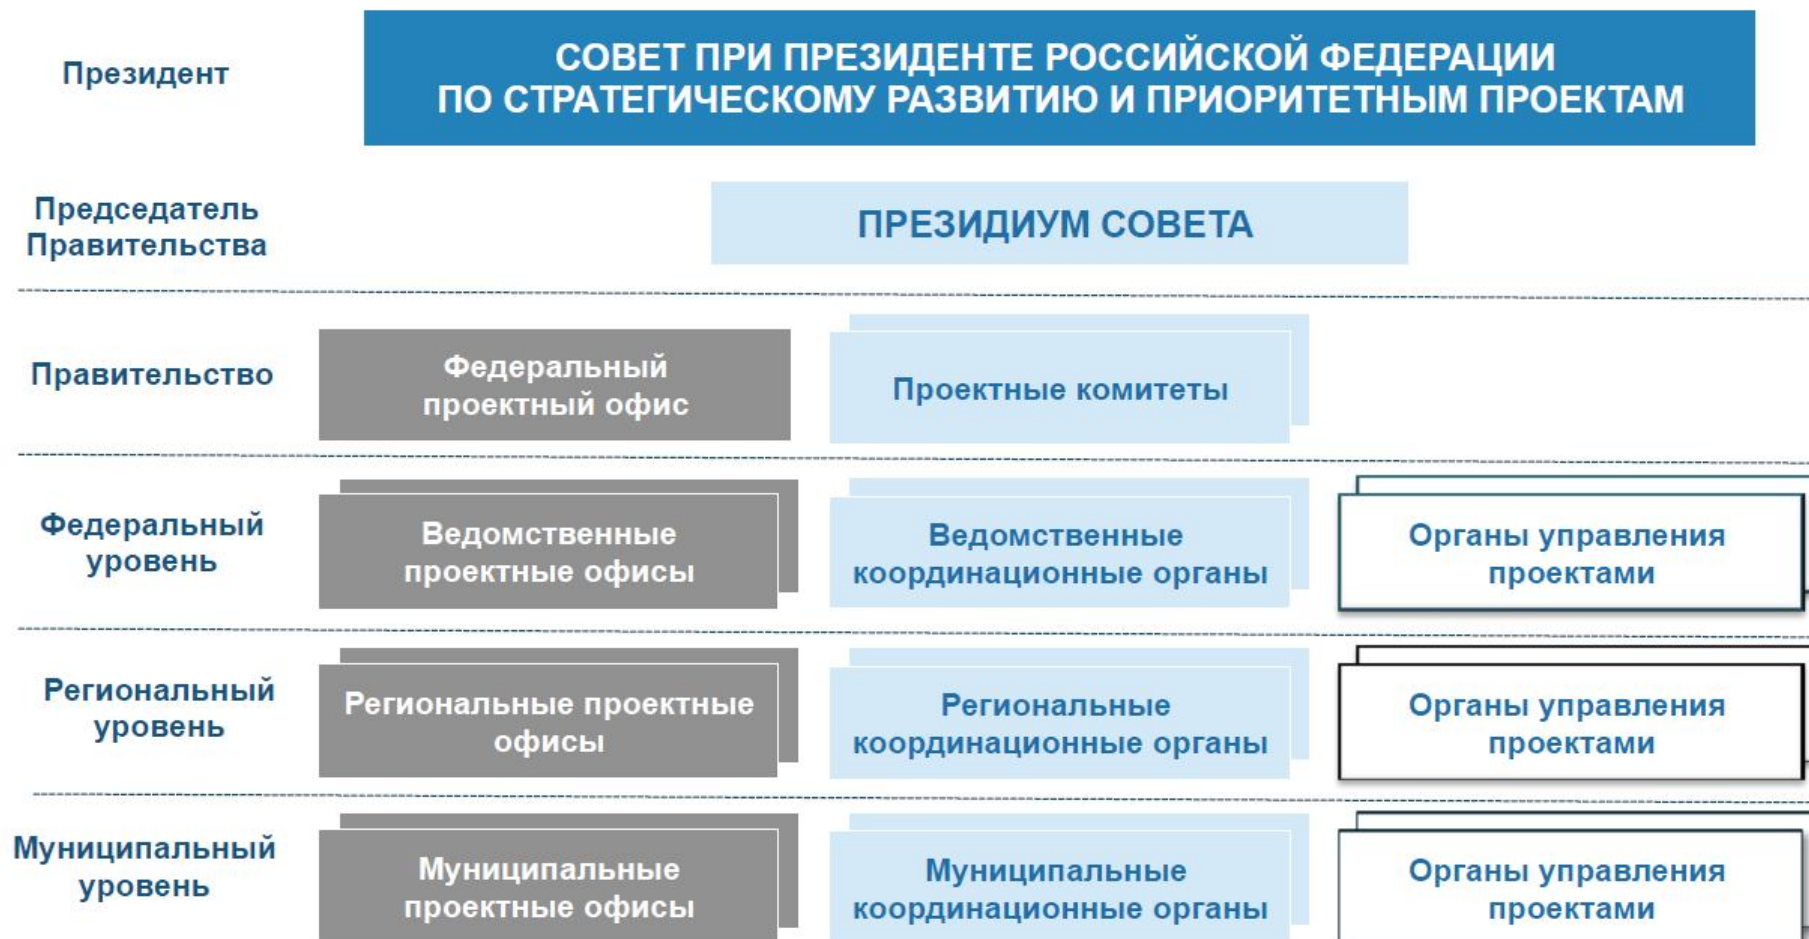 Президент
СОВЕТ ПРИ ПРЕЗИДЕНТЕ РОССИЙСКОЙ ФЕДЕРАЦИИ
ПО СТРАТЕГИЧЕСКОМУ РАЗВИТИЮ И ПРИОРИТЕТНЫМ ПРОЕКТАМ
Председатель
Правительства
ПРЕЗИДИУМ СОВЕТА
Правительство
Федеральный
проектный офис
Проектные комитеты
Федеральный
уровень
Ведомственные
проектные офисы
Ведомственные
координационные органы
Органы управления
проектами
Региональный
уровень
Региональные проектные
офисы
Региональные
координационные органы
Органы управления
проектами
Муниципальный
уровень
Муниципальные
проектные офисы
Муниципальные
координационные органы
Органы управления
проектами